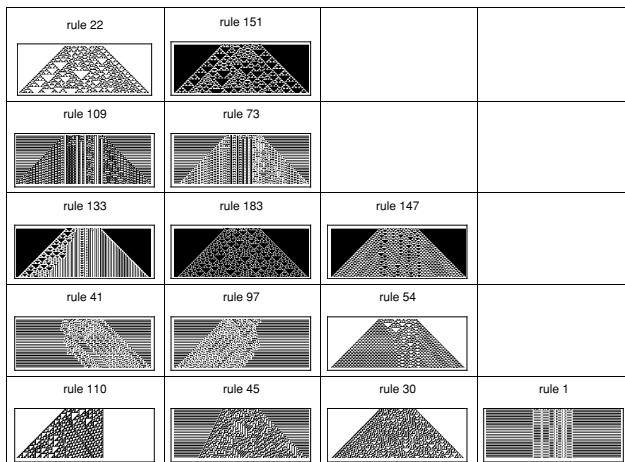 rule 22
rule 151
rule 109
rule 73
rule 133
rule 183
rule 147
rule 41
rule 97
rule 54
rule 110
rule 45
rule 30
rule 1